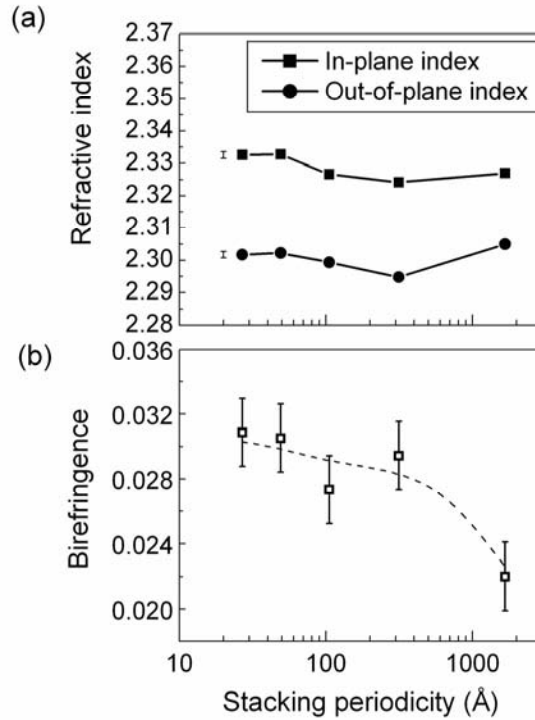 (a)
2.37
2.36
2.35
2.34
2.33
2.32
2.31
2.30
2.29
2.28
Refractive index
In-plane index
Out-of-plane index
(b)
0.036
0.032
0.028
0.024
0.020
Birefringence
10
100
1000
Stacking periodicity (Å)